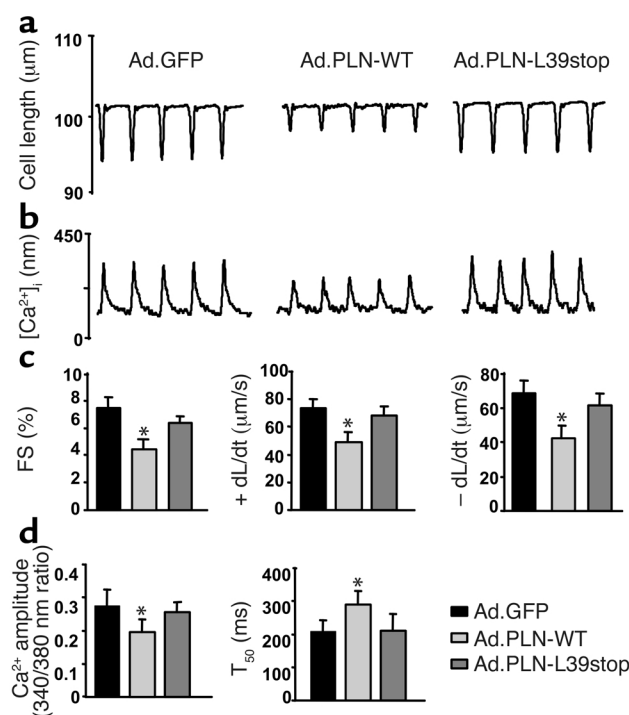 a
110
100
90
Cell length (μm)
Ad.GFP
Ad.PLN-WT
Ad.PLN-L39stop
b
450
0
[Ca²⁺]ᵢ (nm)
c
10
8
6
4
2
0
FS (%)
*
100
80
60
40
20
0
+ dL/dt (μm/s)
*
80
60
40
20
0
– dL/dt (μm/s)
*
d
0.4
0.3
0.2
0.1
0
Ca²⁺ amplitude
(340/380 nm ratio)
*
400
300
200
100
0
T₅₀ (ms)
*
Ad.GFP
Ad.PLN-WT
Ad.PLN-L39stop